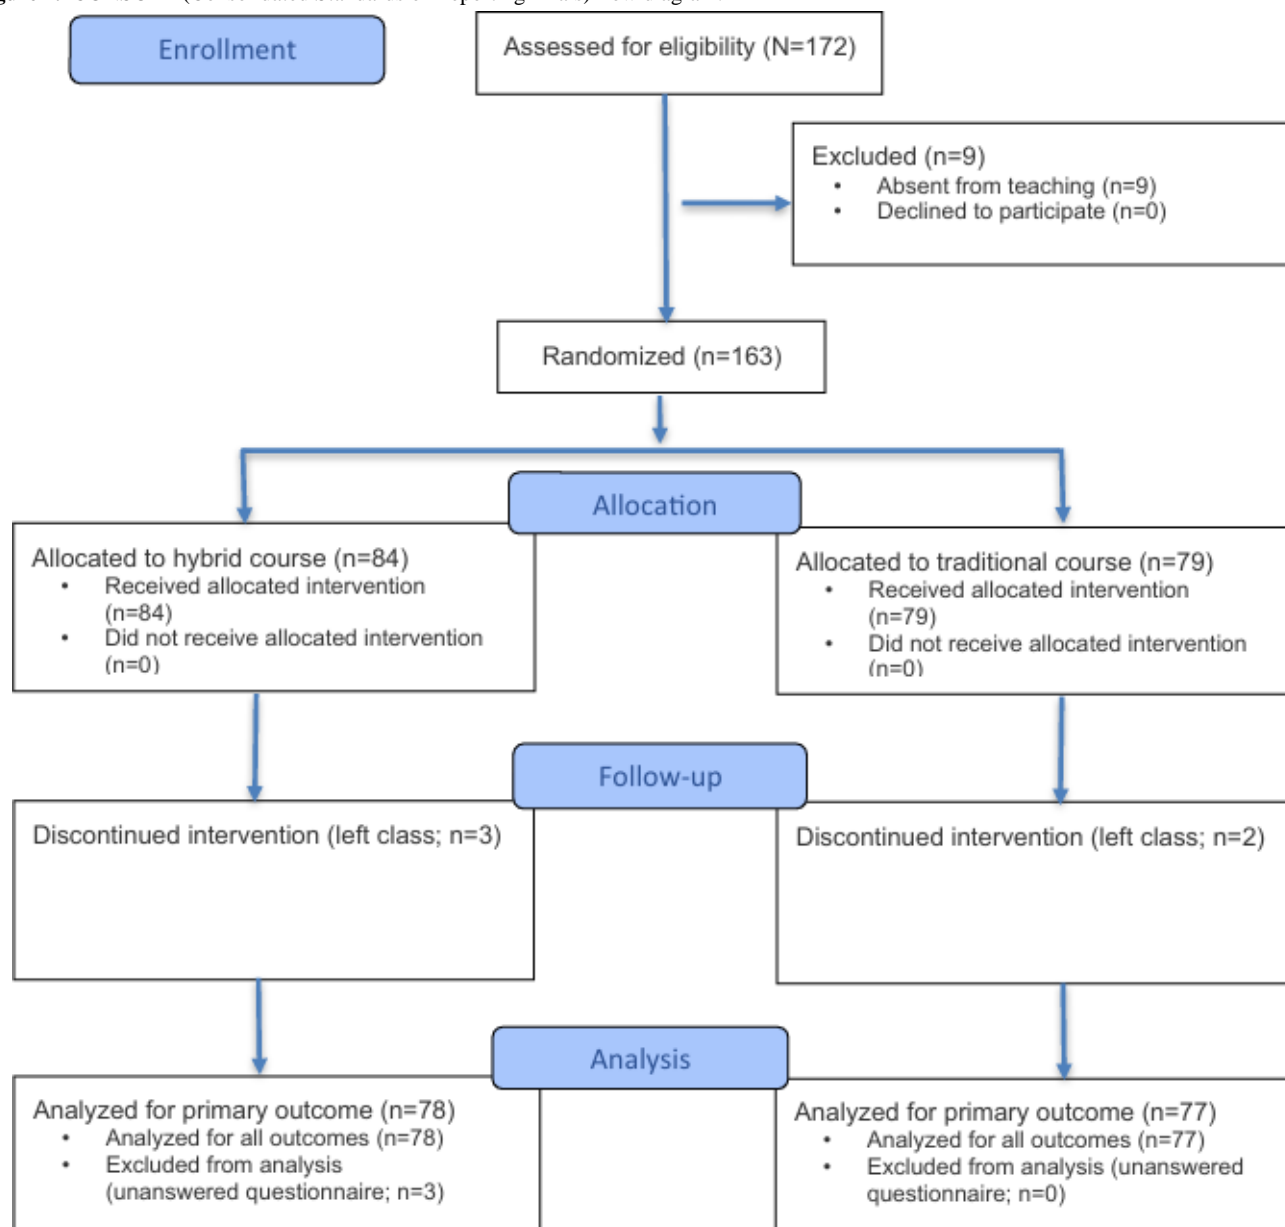 Enrollment
Assessed for eligibility (N=172)
Excluded (n=9)
• Absent from teaching (n=9)
• Declined to participate (n=0)
Randomized (n=163)
Allocation
Allocated to hybrid course (n=84)
• Received allocated intervention
(n=84)
• Did not receive allocated intervention
(n=0)
Allocated to traditional course (n=79)
• Received allocated intervention
(n=79)
• Did not receive allocated intervention
(n=0)
Follow-up
Discontinued intervention (left class; n=3)
Discontinued intervention (left class; n=2)
Analysis
Analyzed for primary outcome (n=78)
• Analyzed for all outcomes (n=78)
• Excluded from analysis
(unanswered questionnaire; n=3)
Analyzed for primary outcome (n=77)
• Analyzed for all outcomes (n=77)
• Excluded from analysis (unanswered
questionnaire; n=0)